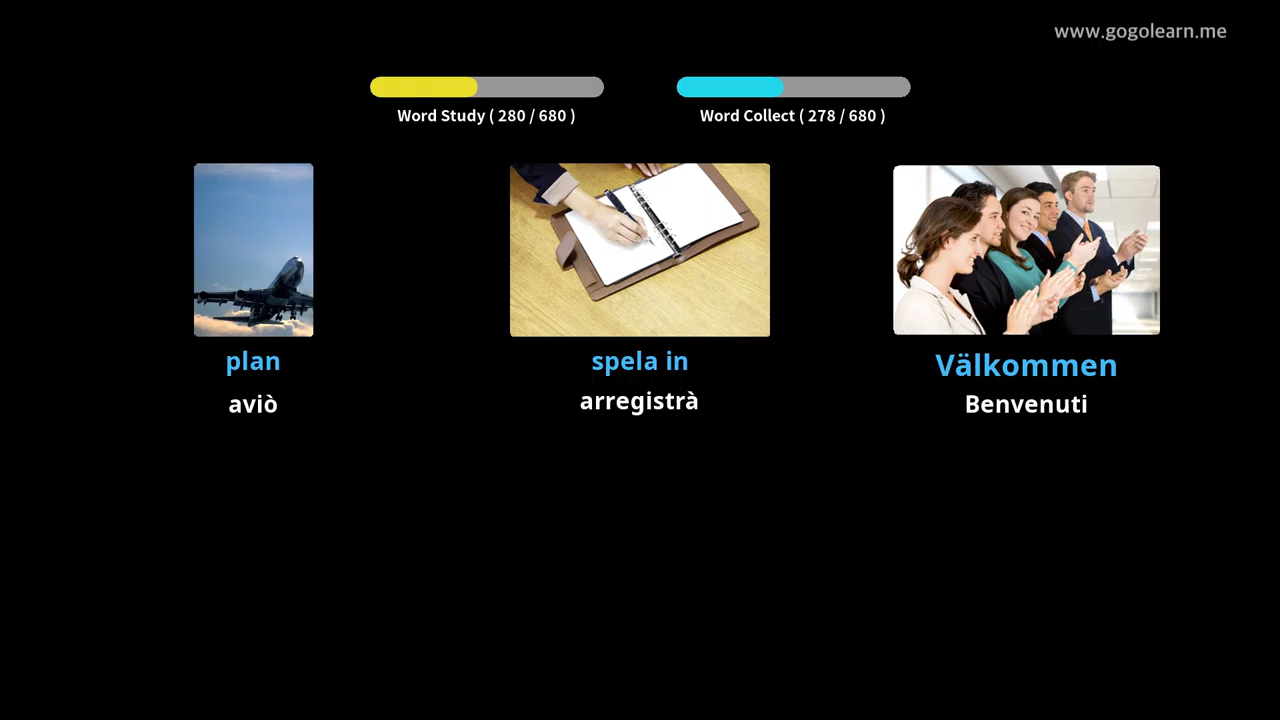 www.gogolearn.me
Word Study ( 280 / 680 )
Word Collect ( 278 / 680 )
plan
aviò
spela in
arregistrà
Välkommen
Benvenuti